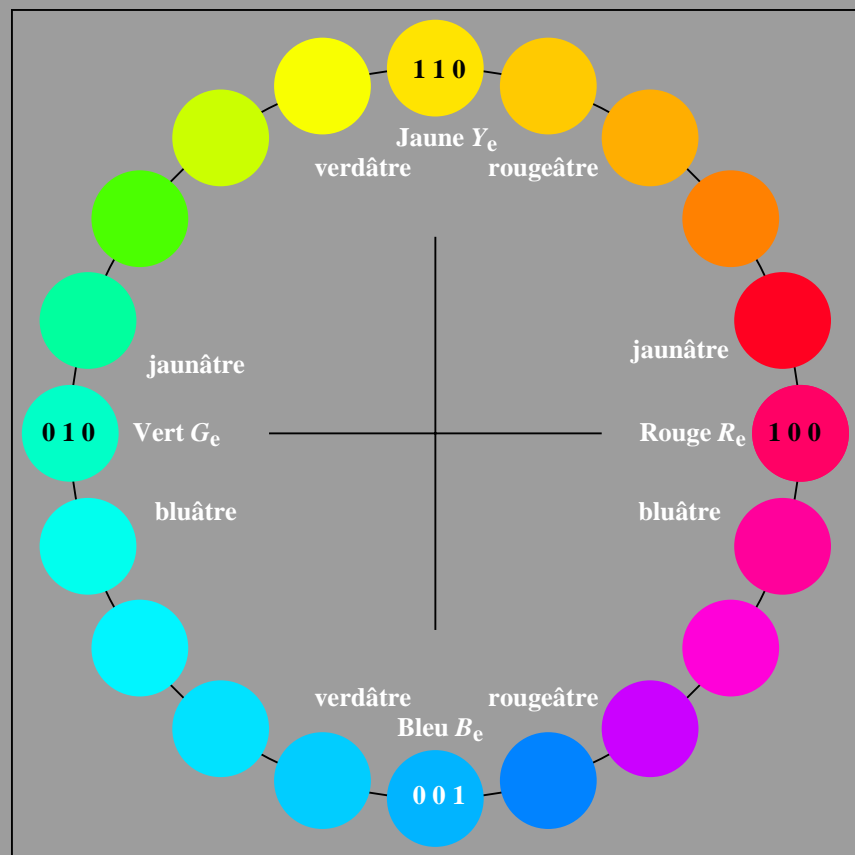 1 1 0
Jaune Yₑ
verdâtre rougeâtre
jaunâtre jaunâtre
0 1 0 Vert Gₑ Rouge Rₑ 1 0 0
bluâtre bluâtre
verdâtre rougeâtre
Bleu Bₑ
0 0 1